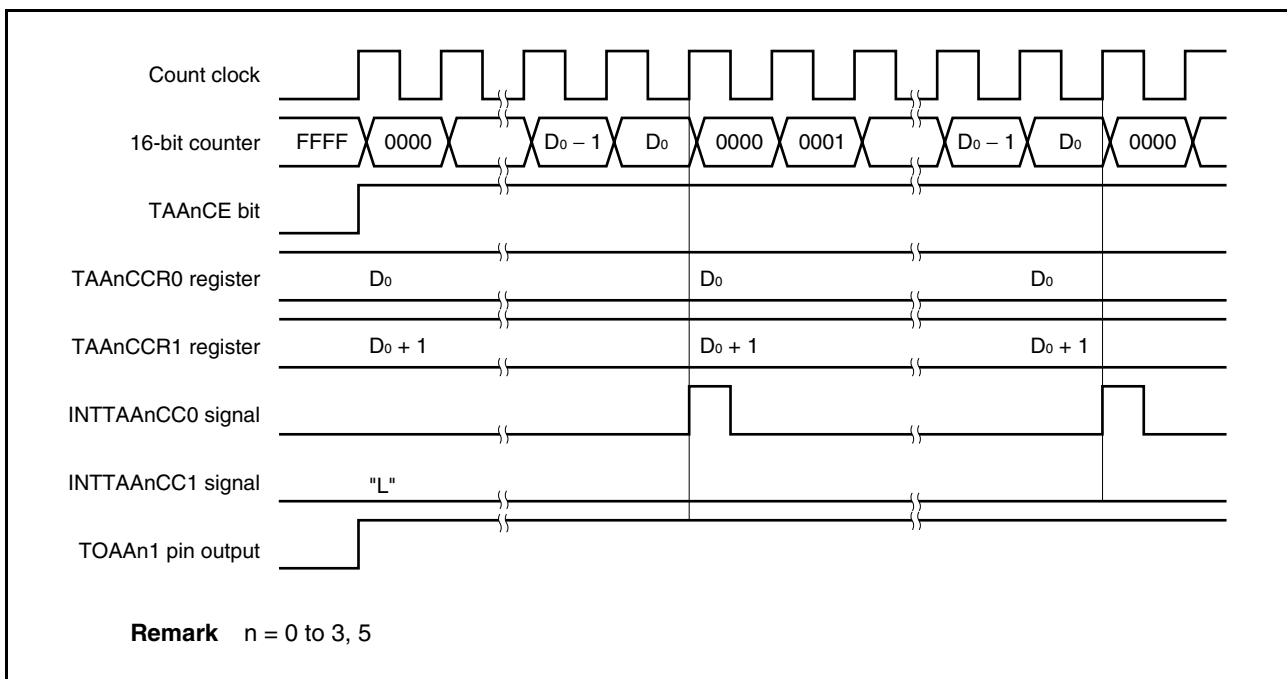 Count clock
16-bit counter FFFF 0000 D₀ − 1 D₀ 0000 0001 D₀ − 1 D₀ 0000
TAAnCE bit
TAAnCCR0 register D₀ D₀ D₀
TAAnCCR1 register D₀ + 1 D₀ + 1 D₀ + 1
INTTAAnCC0 signal
INTTAAnCC1 signal "L"
TOAAn1 pin output
Remark n = 0 to 3, 5